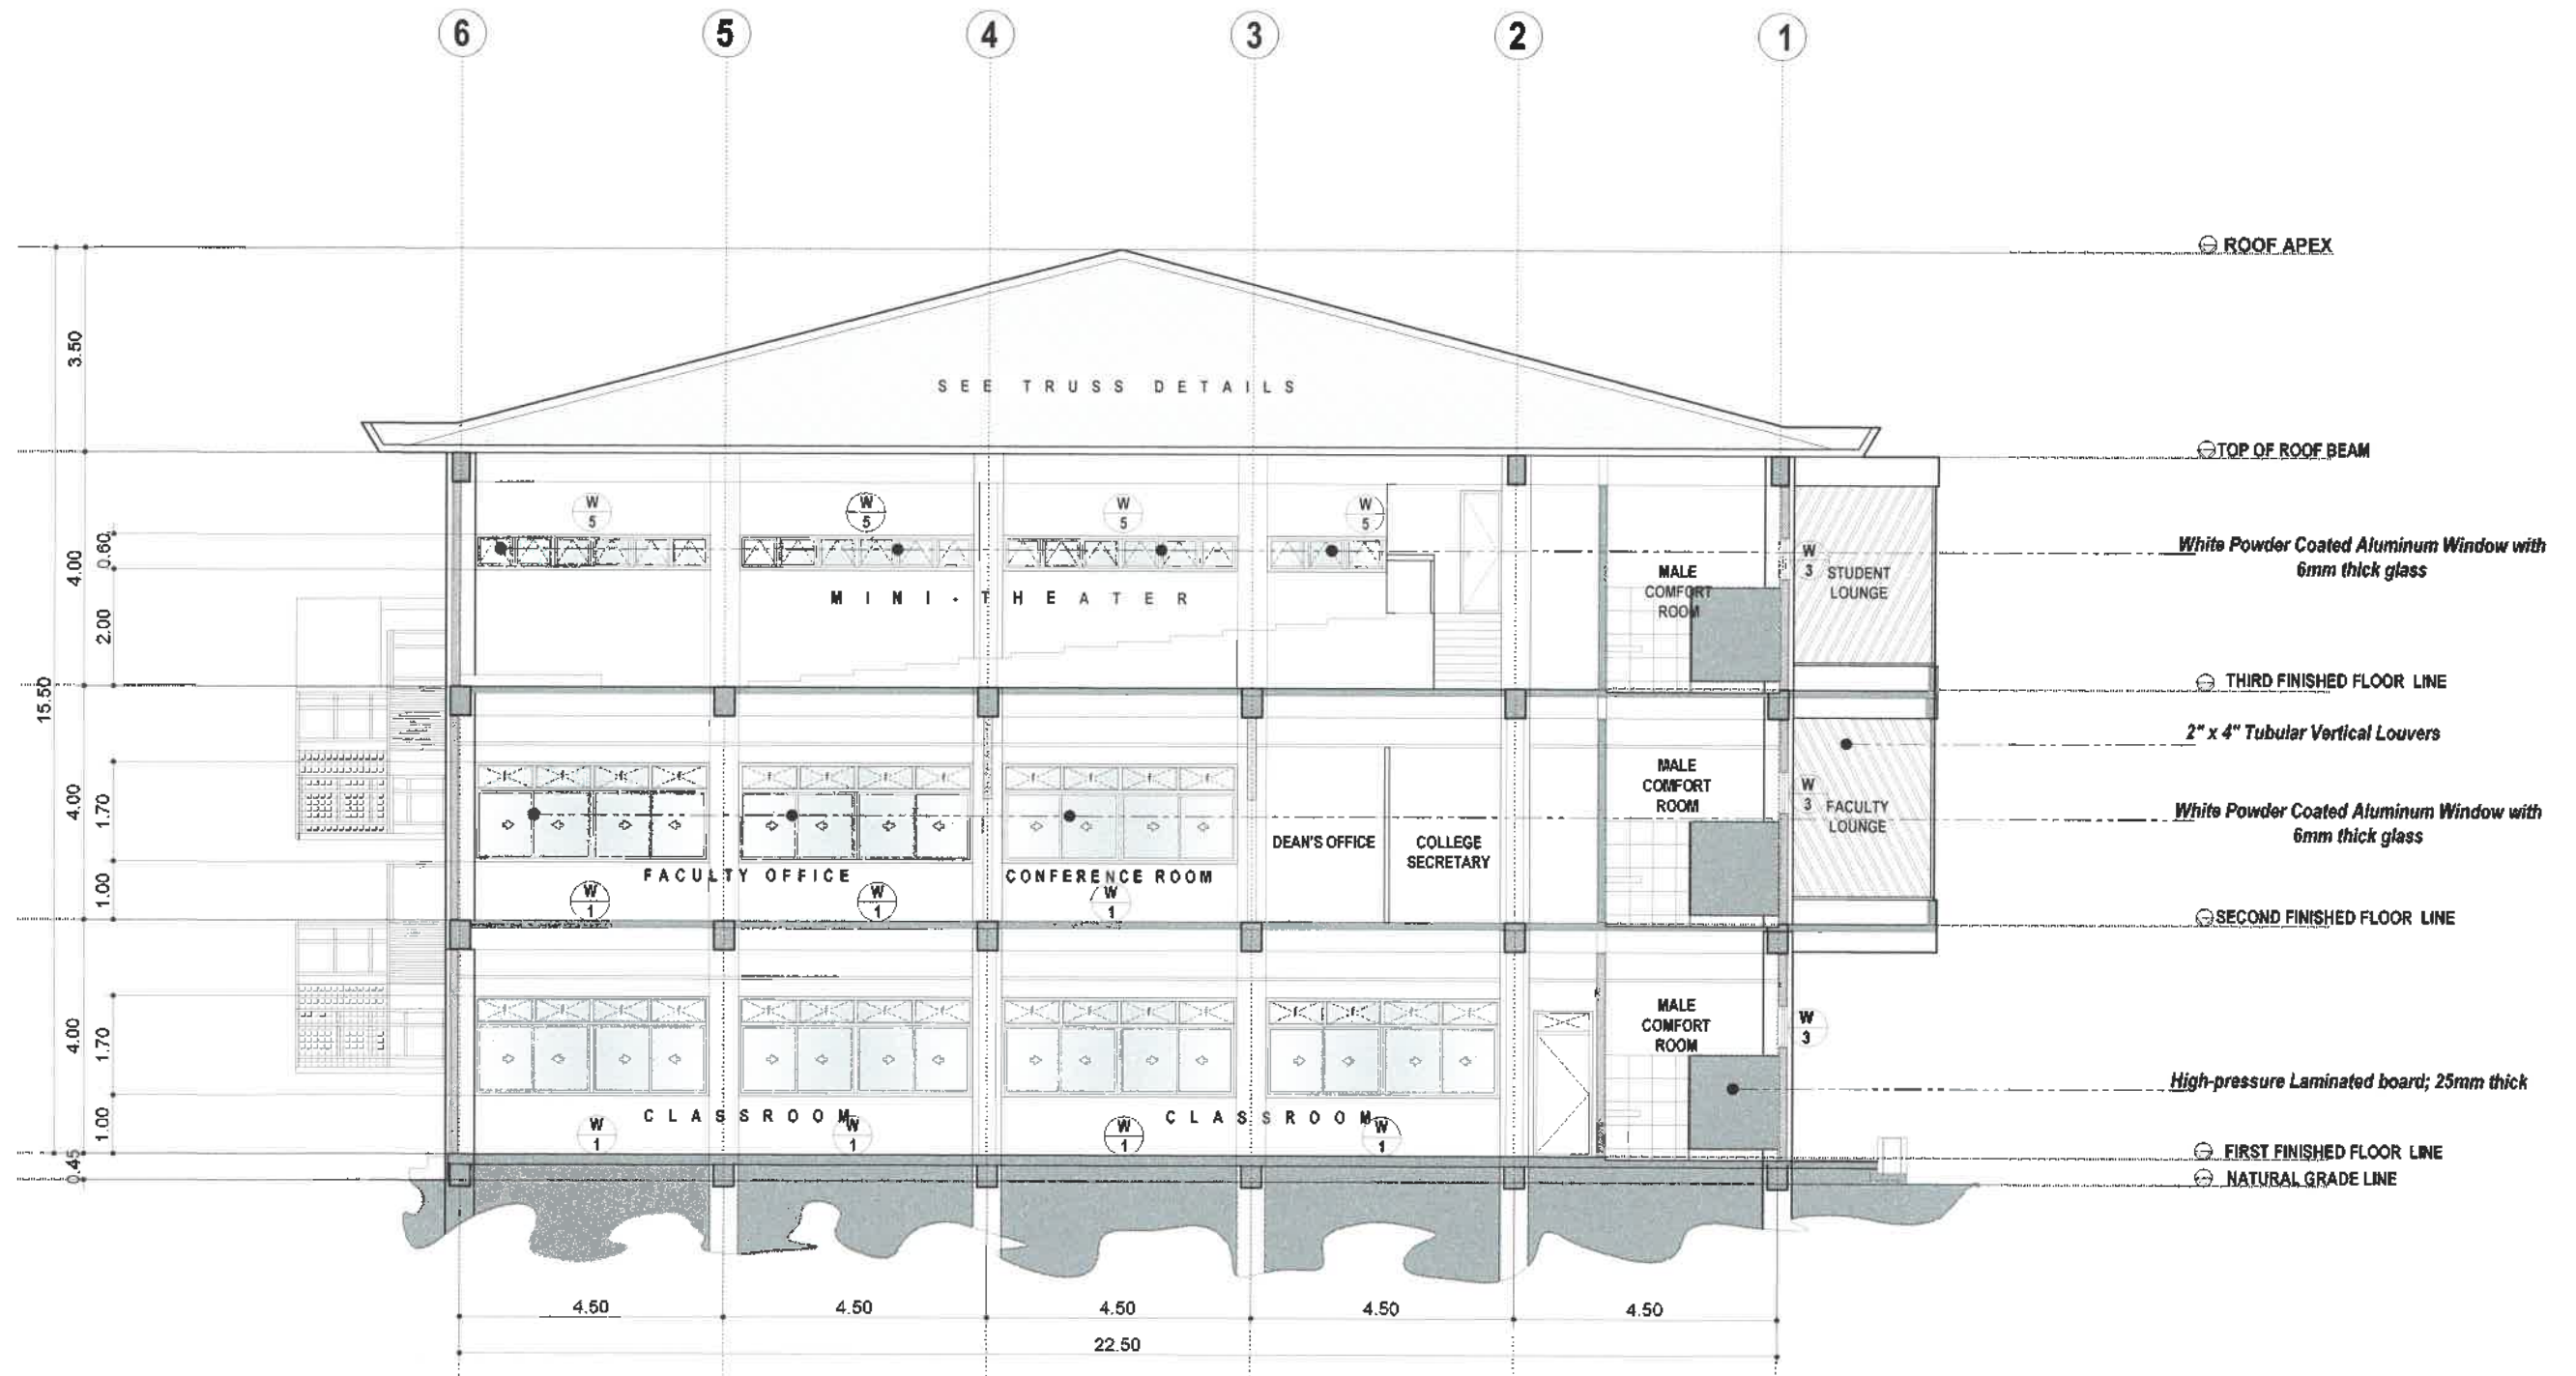 6
5
4
3
2
1
ROOF APEX
3.50
SEE TRUSS DETAILS
TOP OF ROOF BEAM
W
5
W
5
W
5
W
5
4.00
0.60
2.00
White Powder Coated Aluminum Window with
6mm thick glass
W
3
MALE
COMFORT
ROOM
STUDENT
LOUNGE
MINI-THEATER
15.50
THIRD FINISHED FLOOR LINE
2" x 4" Tubular Vertical Louvers
4.00
1.70
1.00
MALE
COMFORT
ROOM
W
3
FACULTY
LOUNGE
White Powder Coated Aluminum Window with
6mm thick glass
DEAN'S OFFICE
COLLEGE
SECRETARY
FACULTY OFFICE
CONFERENCE ROOM
W
1
W
1
W
1
SECOND FINISHED FLOOR LINE
4.00
1.70
1.00
MALE
COMFORT
ROOM
W
3
High-pressure Laminated board; 25mm thick
CLASSROOM
CLASSROOM
W
1
W
1
W
1
W
1
0.45
FIRST FINISHED FLOOR LINE
NATURAL GRADE LINE
4.50
4.50
4.50
4.50
4.50
22.50